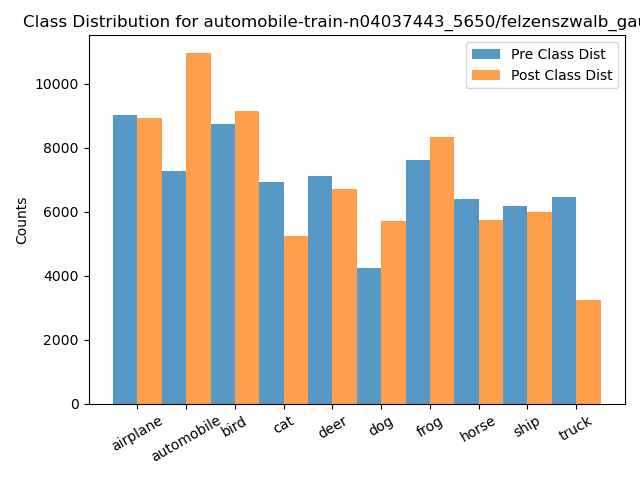 Class Distribution for automobile-train-n04037443_5650/felzenszwalb_gau
Pre Class Dist
Post Class Dist
Counts
10000
8000
6000
4000
2000
0
airplane
automobile
bird
cat
deer
dog
frog
horse
ship
truck